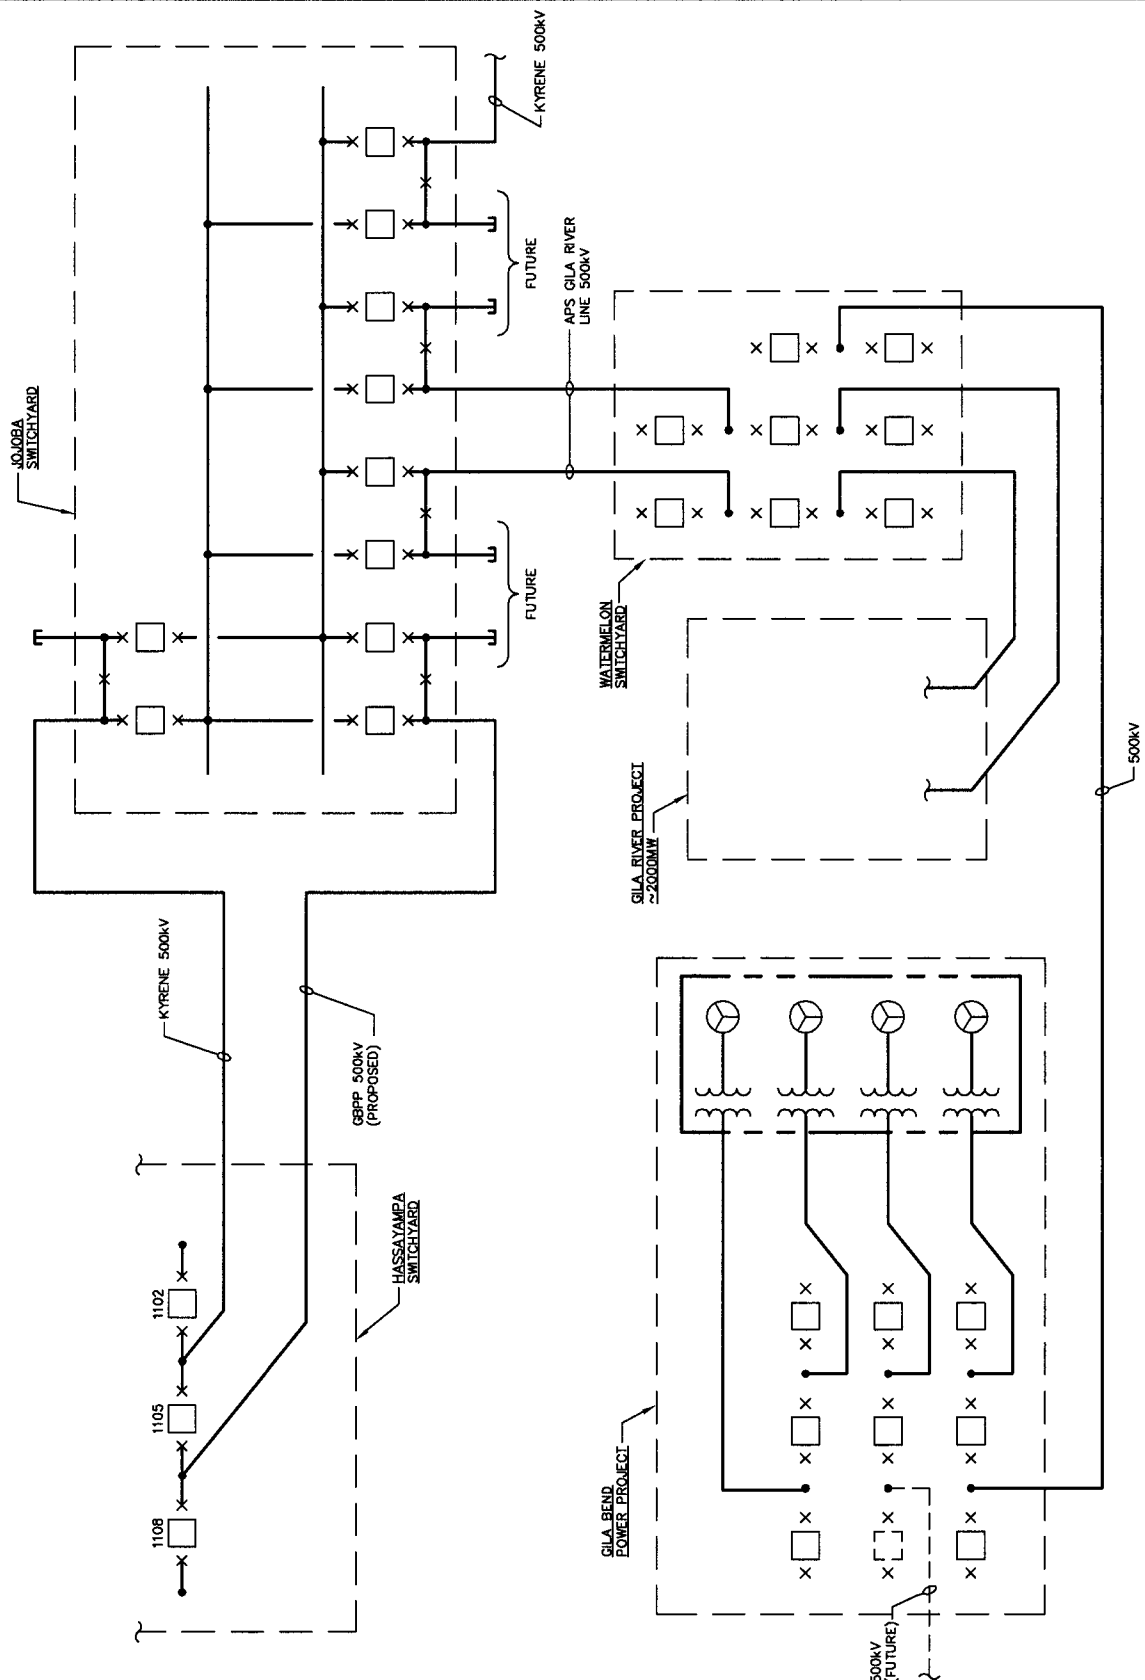 KYRENE 500kV
JOJOBA
SWITCHYARD
FUTURE
APS GILA RIVER
LINE 500kV
FUTURE
WATERMELON
SWITCHYARD
GILA RIVER PROJECT
~2000MW
500kV
KYRENE 500kV
GBPP 500kV
(PROPOSED)
HASSAYAMPA
SWITCHYARD
1102
1105
1108
GILA BEND
POWER PROJECT
500kV
(FUTURE)